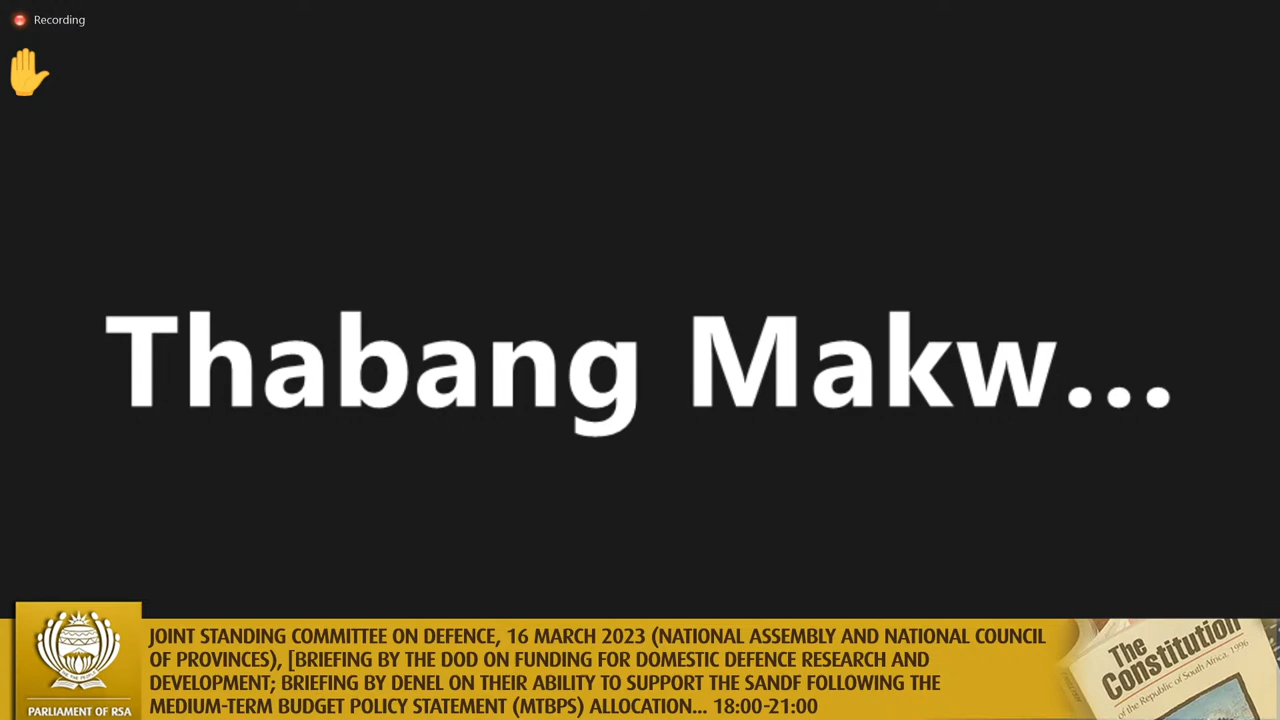 Recording
Thabang Makw...
JOINT STANDING COMMITTEE ON DEFENCE, 16 MARCH 2023 (NATIONAL ASSEMBLY AND NATIONAL COUNCIL
OF PROVINCES), [BRIEFING BY THE DOD ON FUNDING FOR DOMESTIC DEFENCE RESEARCH AND
DEVELOPMENT; BRIEFING BY DENEL ON THEIR ABILITY TO SUPPORT THE SANDF FOLLOWING THE
MEDIUM-TERM BUDGET POLICY STATEMENT (MTBPS) ALLOCATION... 18:00-21:00
PARLIAMENT OF RSA
The
Constitution
of the Republic of South Africa, 1996